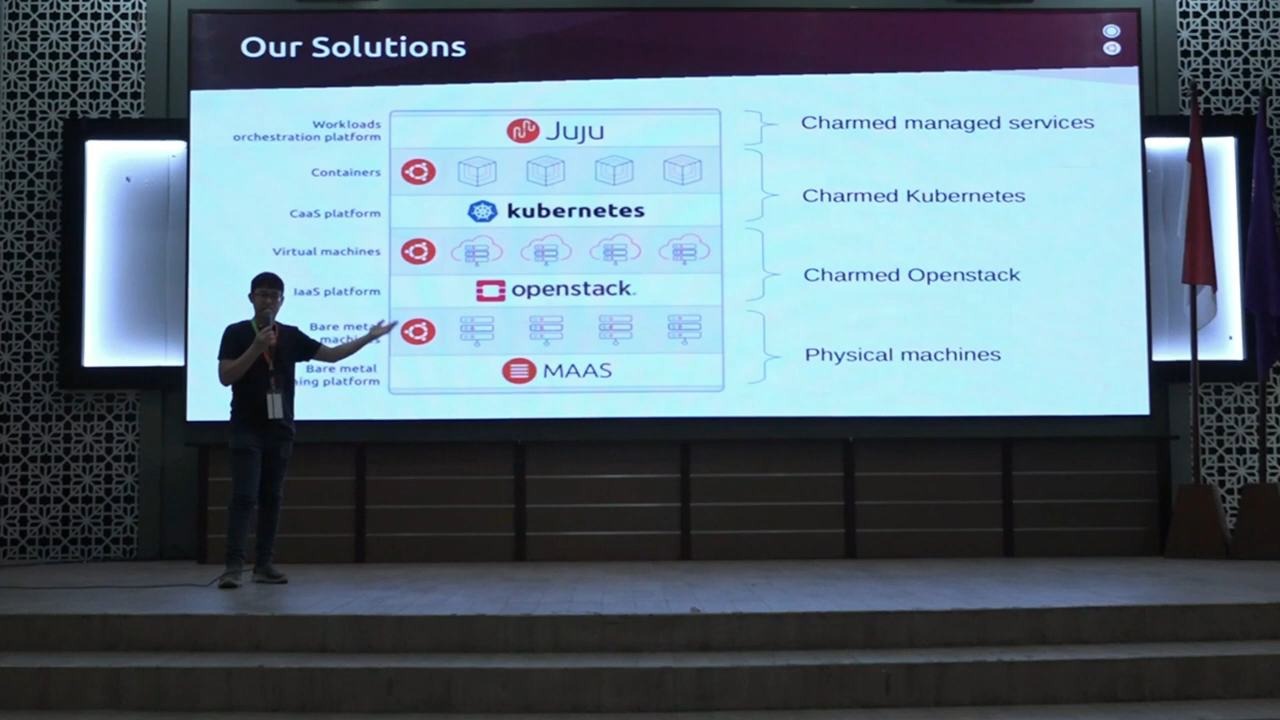 Our Solutions
Workloads
orchestration platform
Juju
Charmed managed services
Containers
CaaS platform
kubernetes
Charmed Kubernetes
Virtual machines
IaaS platform
openstack.
Charmed Openstack
Bare metal
Bare metal
MAAS
Physical machines
platform